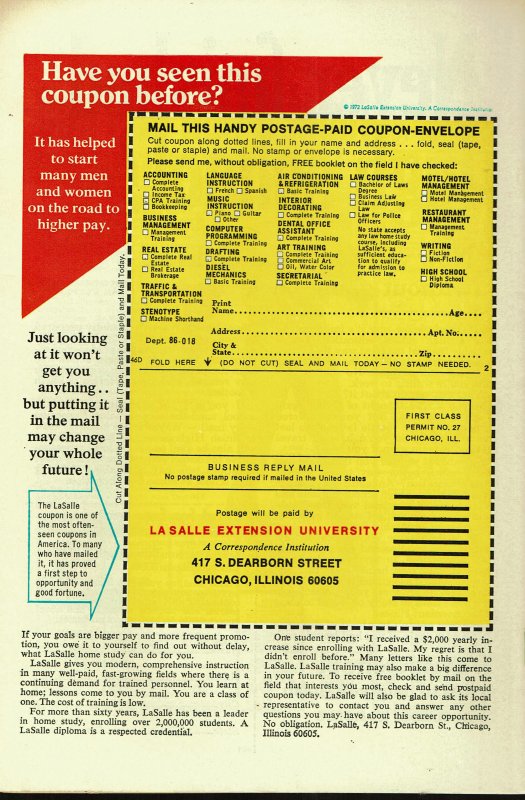 Have you seen this
coupon before?
© 1972 LaSalle Extension University, A Correspondence Institution
It has helped
to start
many men
and women
on the road to
higher pay.
MAIL THIS HANDY POSTAGE-PAID COUPON-ENVELOPE
Cut coupon along dotted lines, fill in your name and address . . . fold, seal (tape,
paste or staple) and mail. No stamp or envelope is necessary.
Please send me, without obligation, FREE booklet on the field I have checked:
ACCOUNTING
☐ Complete
Accounting
☐ Income Tax
☐ CPA Training
☐ Bookkeeping
BUSINESS
MANAGEMENT
☐ Management
Training
REAL ESTATE
☐ Complete Real
Estate
☐ Real Estate
Brokerage
TRAFFIC &
TRANSPORTATION
☐ Complete Training
STENOTYPE
☐ Machine Shorthand
LANGUAGE
INSTRUCTION
☐ French ☐ Spanish
MUSIC
INSTRUCTION
☐ Piano ☐ Guitar
☐ Other
COMPUTER
PROGRAMMING
☐ Complete Training
DRAFTING
☐ Complete Training
DIESEL
MECHANICS
☐ Basic Training
AIR CONDITIONING
& REFRIGERATION
☐ Basic Training
INTERIOR
DECORATING
☐ Complete Training
DENTAL OFFICE
ASSISTANT
☐ Complete Training
ART TRAINING
☐ Complete Training
☐ Commercial Art
☐ Oil, Water Color
SECRETARIAL
☐ Complete Training
LAW COURSES
☐ Bachelor of Laws
Degree
☐ Business Law
☐ Claim Adjusting
Law
☐ Law for Police
Officers
No state accepts
any law home study
course, including
LaSalle's, as
sufficient educa-
tion to qualify
for admission to
practice law.
MOTEL/HOTEL
MANAGEMENT
☐ Motel Management
☐ Hotel Management
RESTAURANT
MANAGEMENT
☐ Management
Training
WRITING
☐ Fiction
☐ Non-Fiction
HIGH SCHOOL
☐ High School
Diploma
Print
Name..........Age....
Address..........Apt. No.....
Dept. 86-018
City &
State..........Zip..........
46D FOLD HERE ↓ (DO NOT CUT) SEAL AND MAIL TODAY — NO STAMP NEEDED. 2
Cut Along Dotted Line — Seal (Tape, Paste or Staple) and Mail Today.
Just looking
at it won't
get you
anything . .
but putting it
in the mail
may change
your whole
future!
The LaSalle
coupon is one of
the most often-
seen coupons in
America. To many
who have mailed
it, it has proved
a first step to
opportunity and
good fortune.
FIRST CLASS
PERMIT NO. 27
CHICAGO, ILL.
BUSINESS REPLY MAIL
No postage stamp required if mailed in the United States
Postage will be paid by
LA SALLE EXTENSION UNIVERSITY
A Correspondence Institution
417 S. DEARBORN STREET
CHICAGO, ILLINOIS 60605
If your goals are bigger pay and more frequent promo-
tion, you owe it to yourself to find out without delay,
what LaSalle home study can do for you.
LaSalle gives you modern, comprehensive instruction
in many well-paid, fast-growing fields where there is a
continuing demand for trained personnel. You learn at
home; lessons come to you by mail. You are a class of
one. The cost of training is low.
For more than sixty years, LaSalle has been a leader
in home study, enrolling over 2,000,000 students. A
LaSalle diploma is a respected credential.
One student reports: "I received a $2,000 yearly in-
crease since enrolling with LaSalle. My regret is that I
didn't enroll before." Many letters like this come to
LaSalle. LaSalle training may also make a big difference
in your future. To receive free booklet by mail on the
field that interests you most, check and send postpaid
coupon today. LaSalle will also be glad to ask its local
representative to contact you and answer any other
questions you may have about this career opportunity.
No obligation. LaSalle, 417 S. Dearborn St., Chicago,
Illinois 60605.